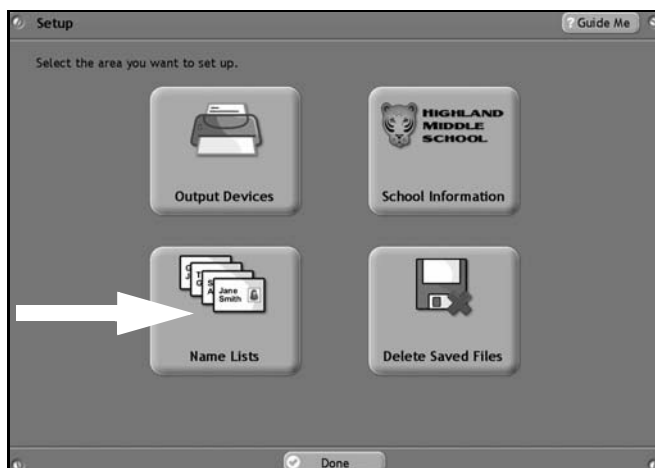 Setup
Guide Me
Select the area you want to set up.
HIGHLAND
MIDDLE
SCHOOL
Output Devices
School Information
Jane
Smith
Name Lists
Delete Saved Files
Done